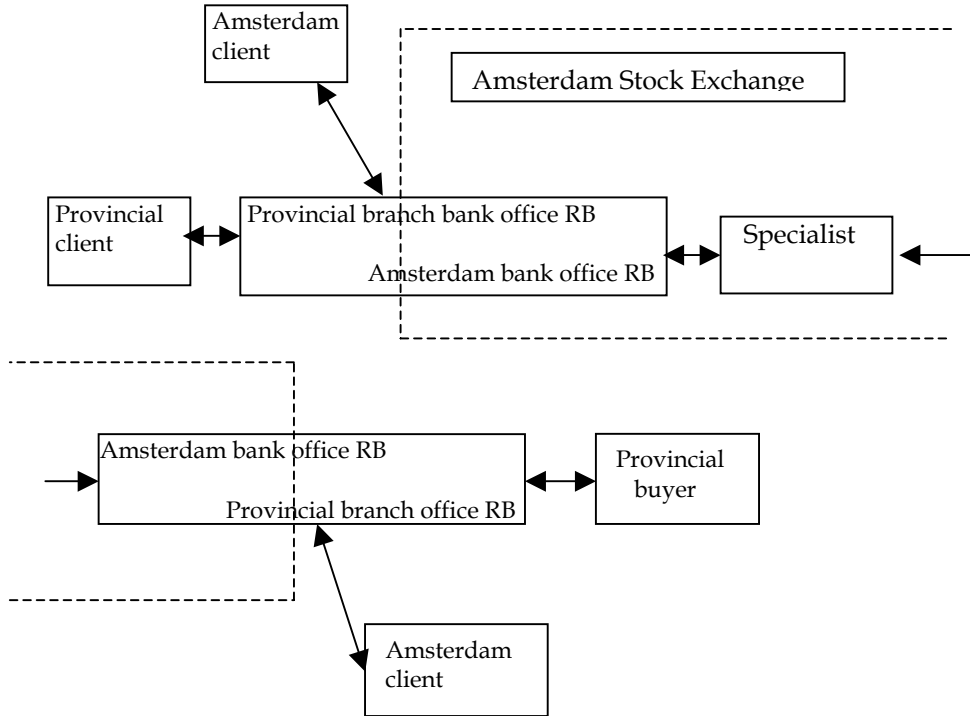 Amsterdam
client
Amsterdam Stock Exchange
Provincial
client
Provincial branch bank office RB
Amsterdam bank office RB
Specialist
Amsterdam bank office RB
Provincial branch office RB
Provincial
buyer
Amsterdam
client